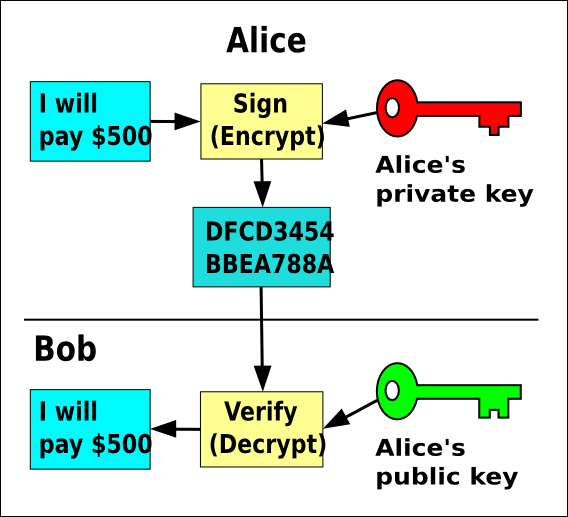 Alice
I will
pay $500
Sign
(Encrypt)
Alice's
private key
DFCD3454
BBEA788A
Bob
I will
pay $500
Verify
(Decrypt)
Alice's
public key